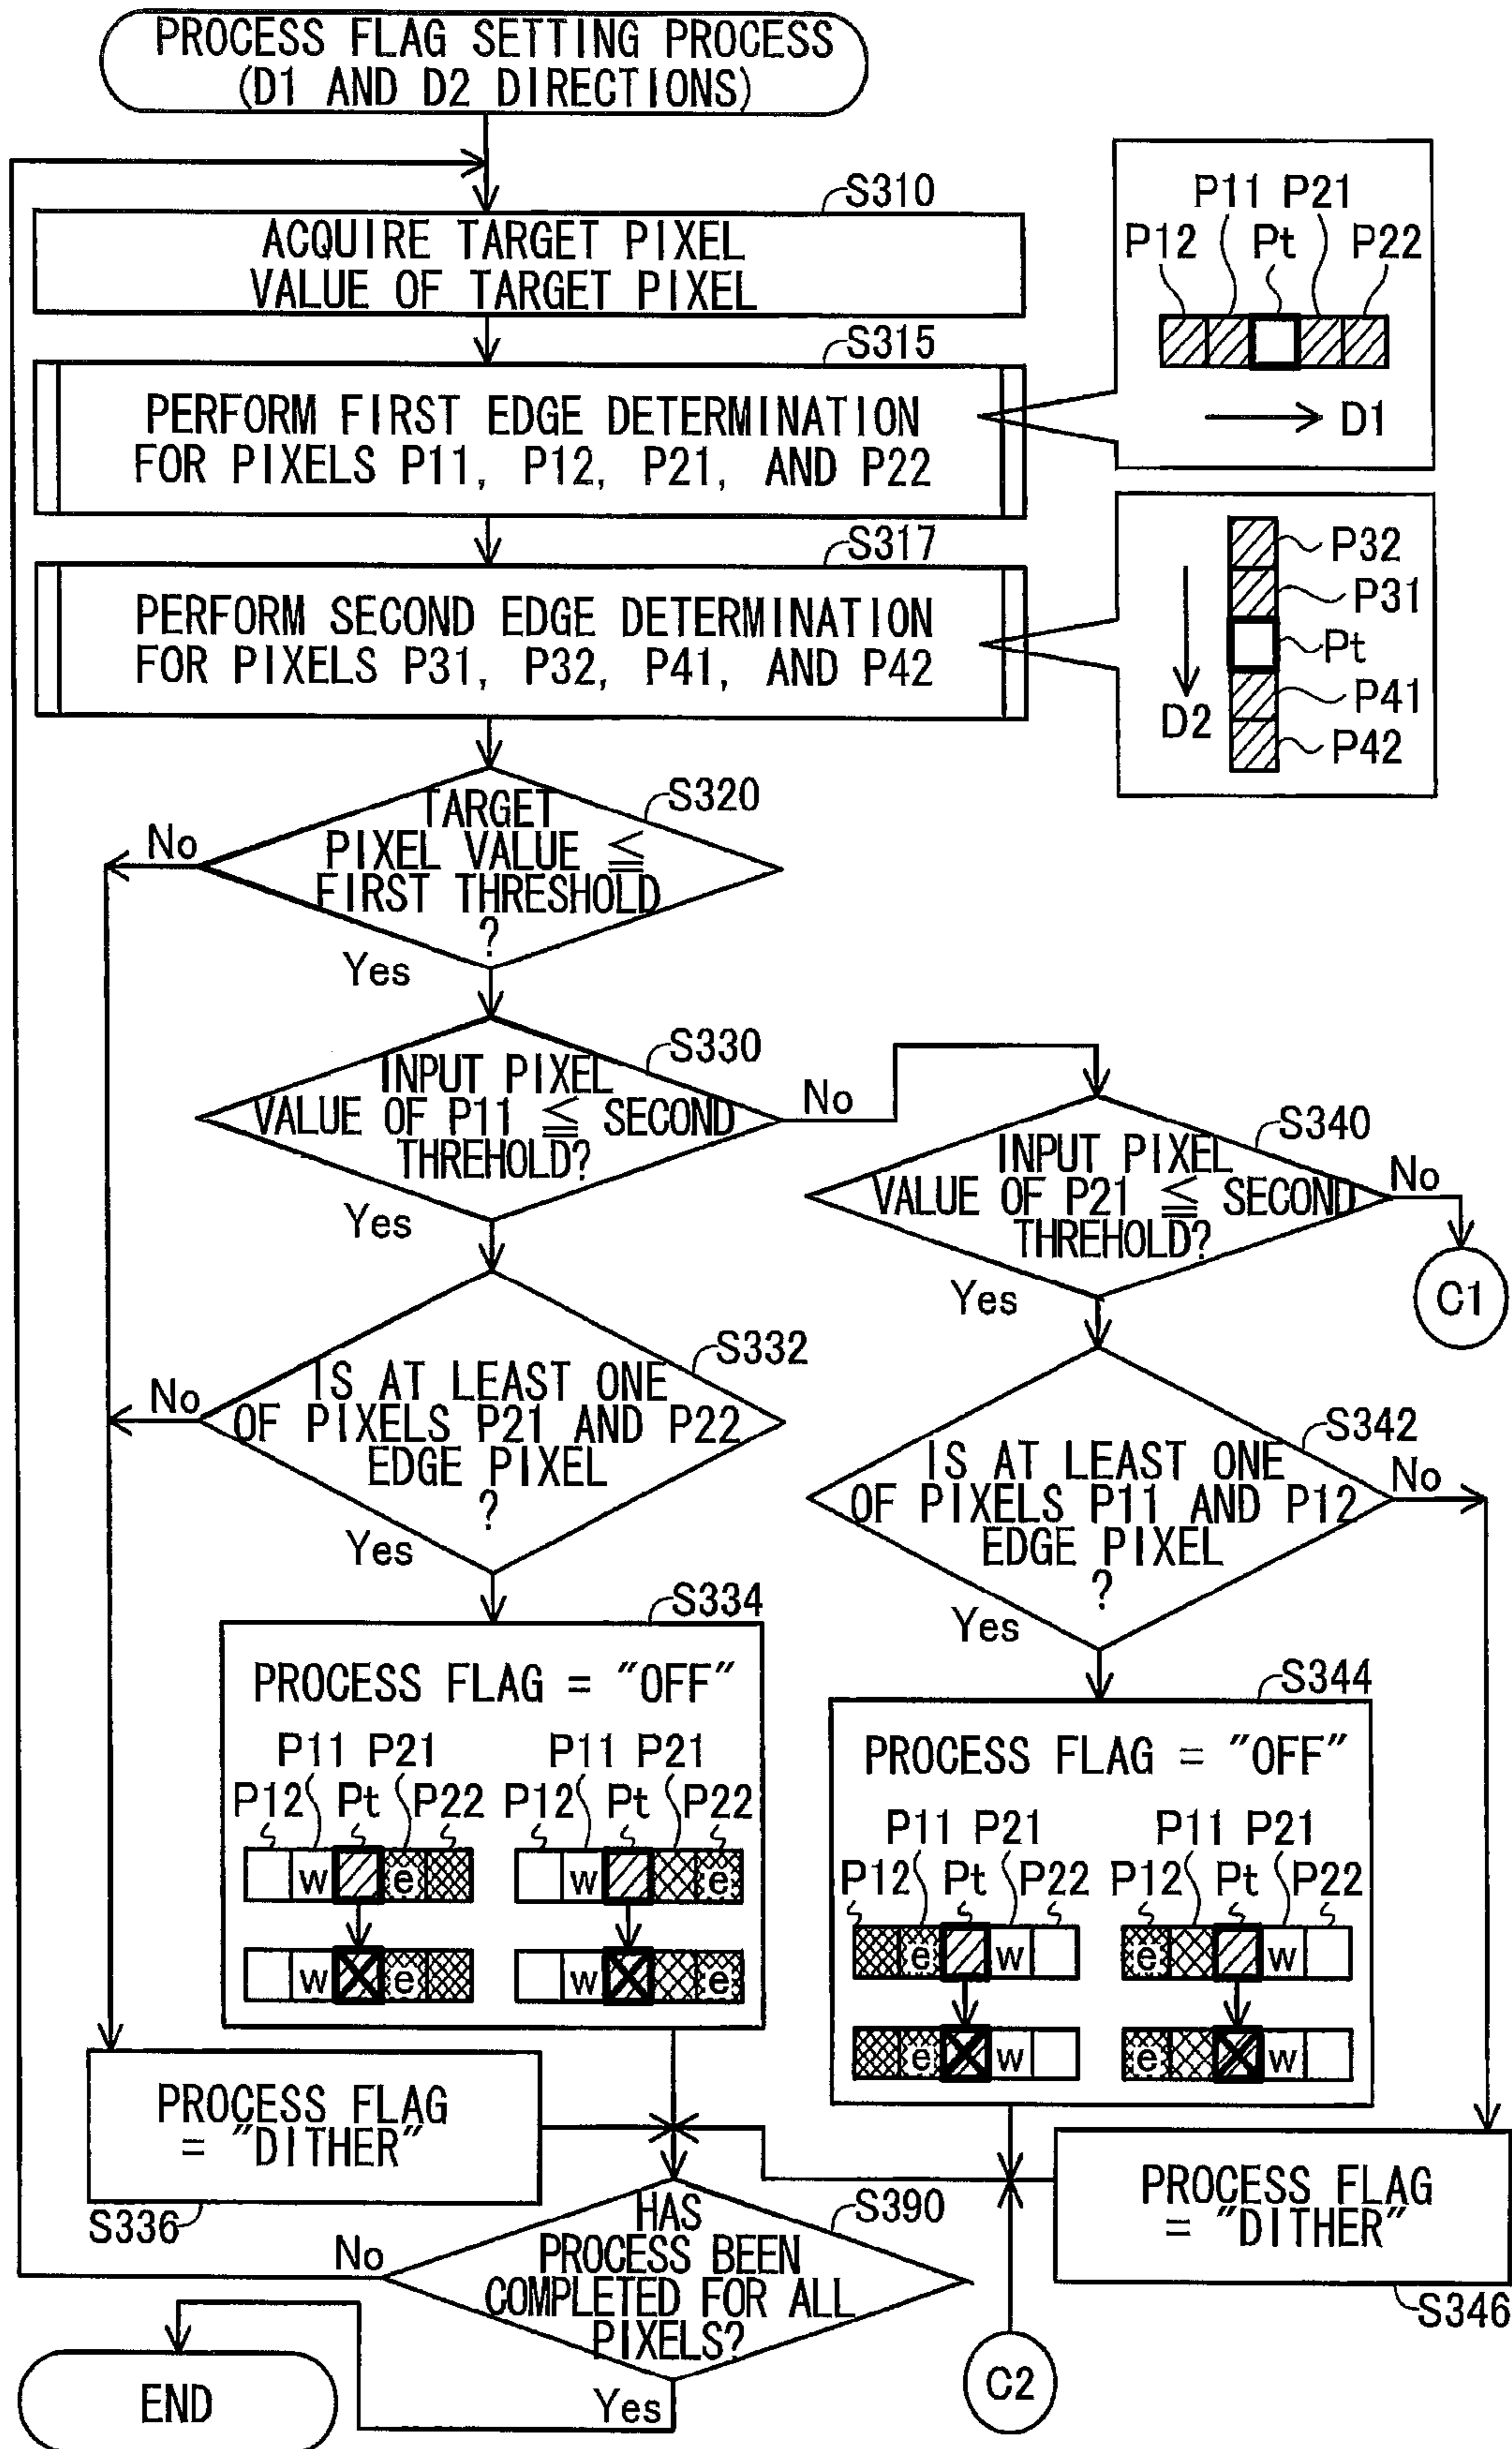 PROCESS FLAG SETTING PROCESS
(D1 AND D2 DIRECTIONS)
S310
ACQUIRE TARGET PIXEL
VALUE OF TARGET PIXEL
P11 P21
P12 Pt P22
D1
S315
PERFORM FIRST EDGE DETERMINATION
FOR PIXELS P11, P12, P21, AND P22
S317
PERFORM SECOND EDGE DETERMINATION
FOR PIXELS P31, P32, P41, AND P42
P32
P31
Pt
P41
P42
D2
S320
TARGET
PIXEL VALUE ≦
FIRST THRESHOLD
?
No
Yes
S330
INPUT PIXEL
VALUE OF P11 ≦ SECOND
THREHOLD?
No
Yes
S340
INPUT PIXEL
VALUE OF P21 ≦ SECOND
THREHOLD?
No
Yes
C1
S332
IS AT LEAST ONE
OF PIXELS P21 AND P22
EDGE PIXEL
?
No
Yes
S342
IS AT LEAST ONE
OF PIXELS P11 AND P12
EDGE PIXEL
?
No
Yes
S334
PROCESS FLAG = "OFF"
P11 P21 P11 P21
P12 Pt P22 P12 Pt P22
w e w e
w e w e
S344
PROCESS FLAG = "OFF"
P11 P21 P11 P21
P12 Pt P22 P12 Pt P22
e w e w
e w e w
PROCESS FLAG
= "DITHER"
S336
PROCESS FLAG
= "DITHER"
S346
S390
HAS
PROCESS BEEN
COMPLETED FOR ALL
PIXELS?
No
Yes
C2
END